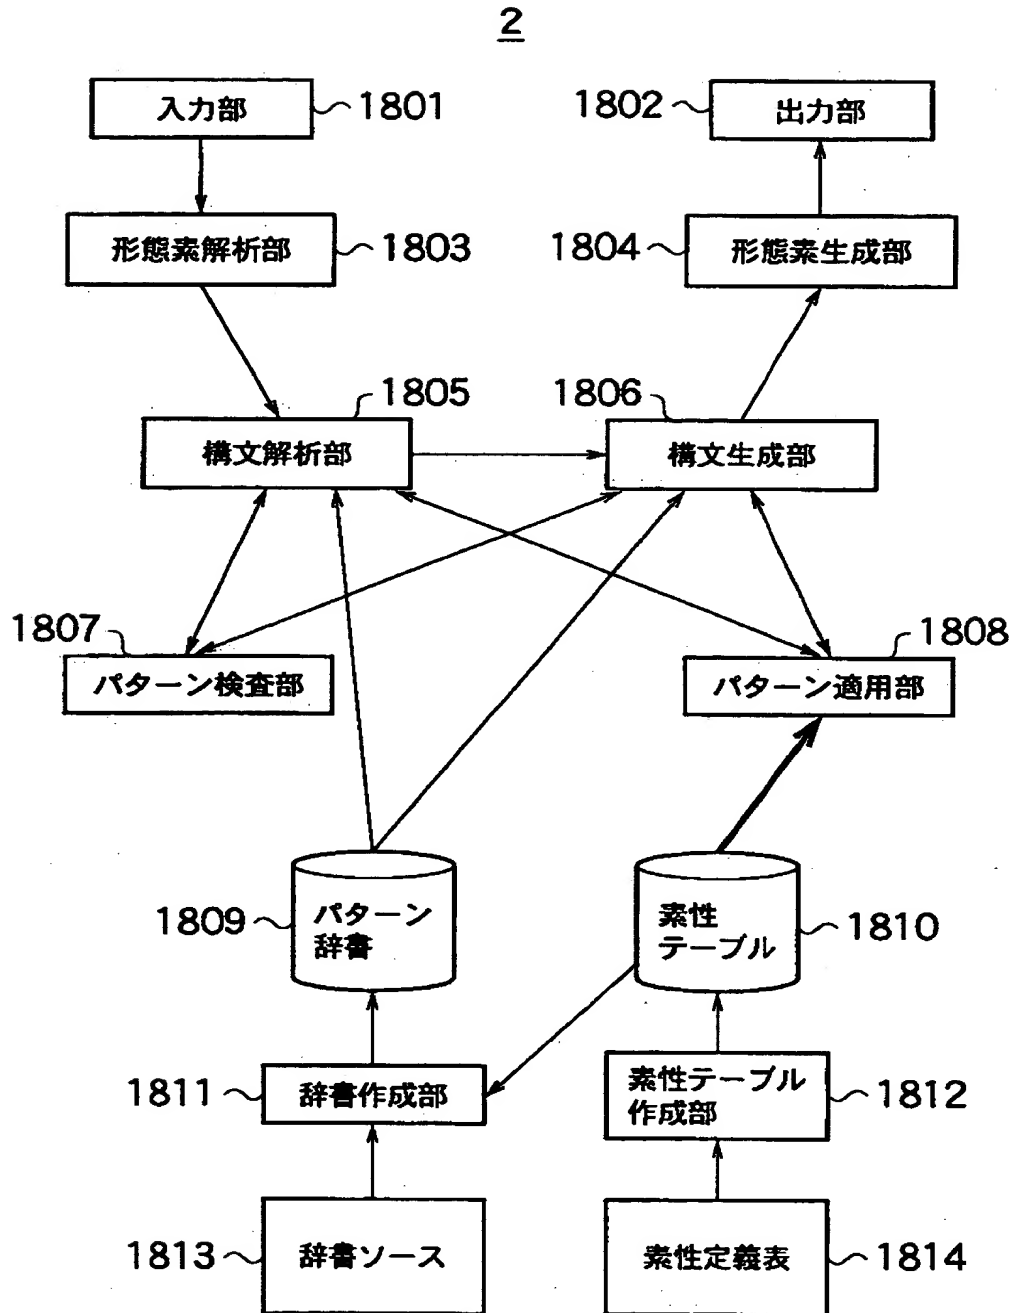 2
入力部 1801
1802 出力部
形態素解析部 1803
1804 形態素生成部
1805
1806
構文解析部
構文生成部
1807
1808
パターン検査部
パターン適用部
1809
パターン
辞書
素性
テーブル
1810
1811 辞書作成部
素性テーブル
作成部
1812
1813 辞書ソース
素性定義表 1814